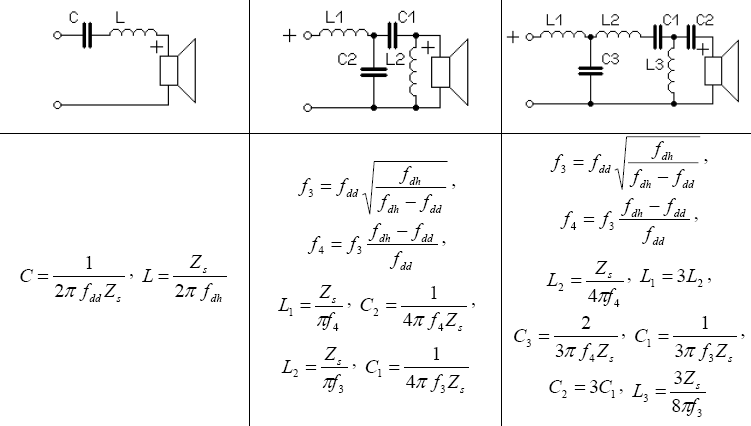 C L
+
L1 C1
+ +
C2 L2
L1 L2 C1 C2
+ +
C3 L3
C = 1 / (2π f_dd Z_s), L = Z_s / (2π f_dh)
f_3 = f_dd √(f_dh / (f_dh − f_dd)),
f_4 = f_3 (f_dh − f_dd) / f_dd,
L_1 = Z_s / (πf_4), C_2 = 1 / (4π f_4 Z_s),
L_2 = Z_s / (πf_3), C_1 = 1 / (4π f_3 Z_s)
f_3 = f_dd √(f_dh / (f_dh − f_dd)),
f_4 = f_3 (f_dh − f_dd) / f_dd,
L_2 = Z_s / (4πf_4), L_1 = 3L_2,
C_3 = 2 / (3π f_4 Z_s), C_1 = 1 / (3π f_3 Z_s),
C_2 = 3C_1, L_3 = 3Z_s / (8πf_3)